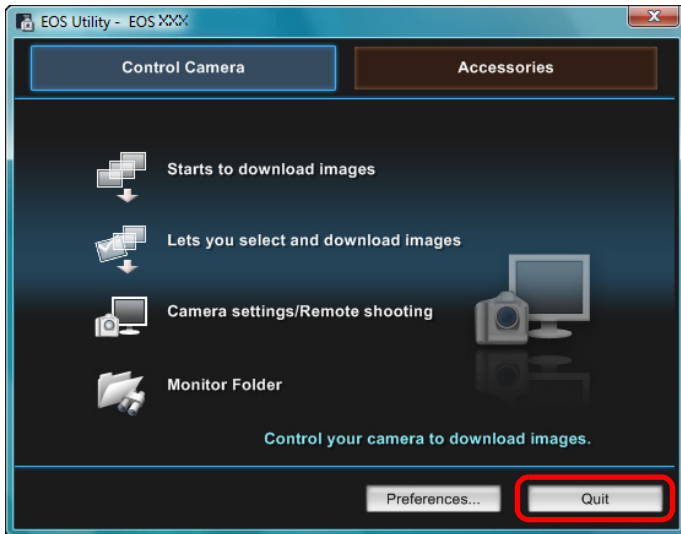 EOS Utility - EOS XXX
Control Camera
Accessories
Starts to download images
Lets you select and download images
Camera settings/Remote shooting
Monitor Folder
Control your camera to download images.
Preferences...
Quit